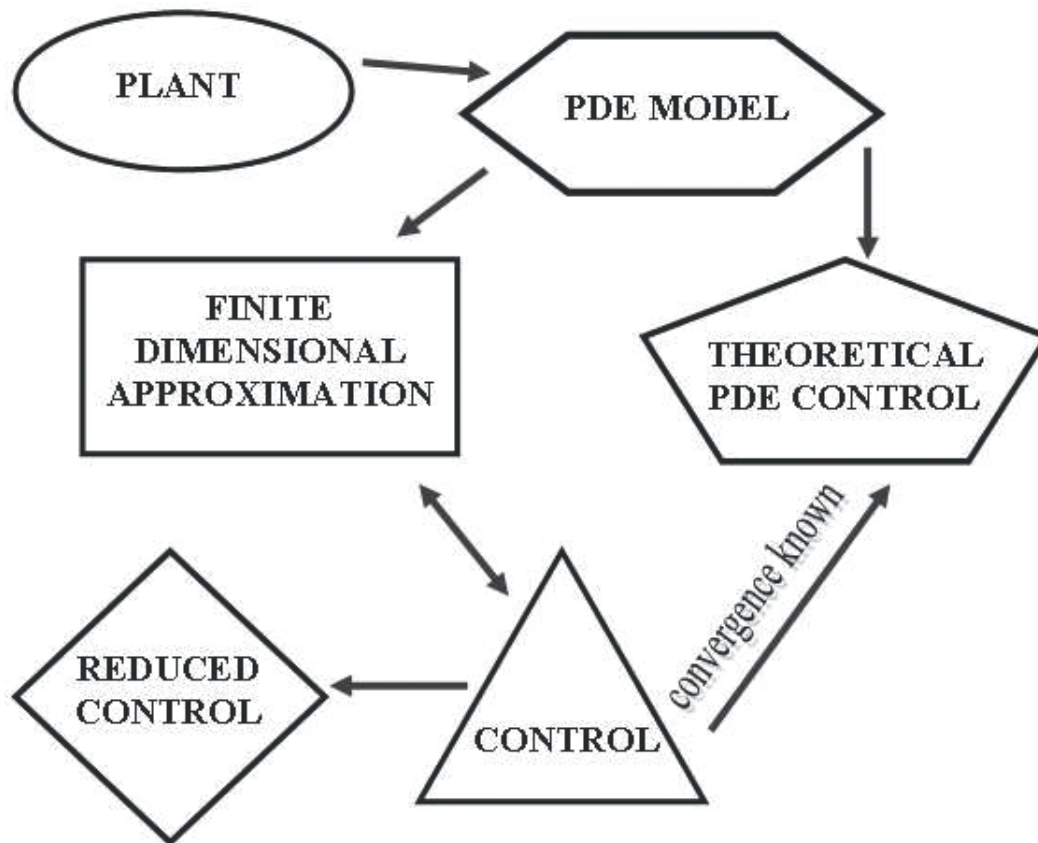 PLANT
PDE MODEL
FINITE
DIMENSIONAL
APPROXIMATION
THEORETICAL
PDE CONTROL
convergence known
REDUCED
CONTROL
CONTROL